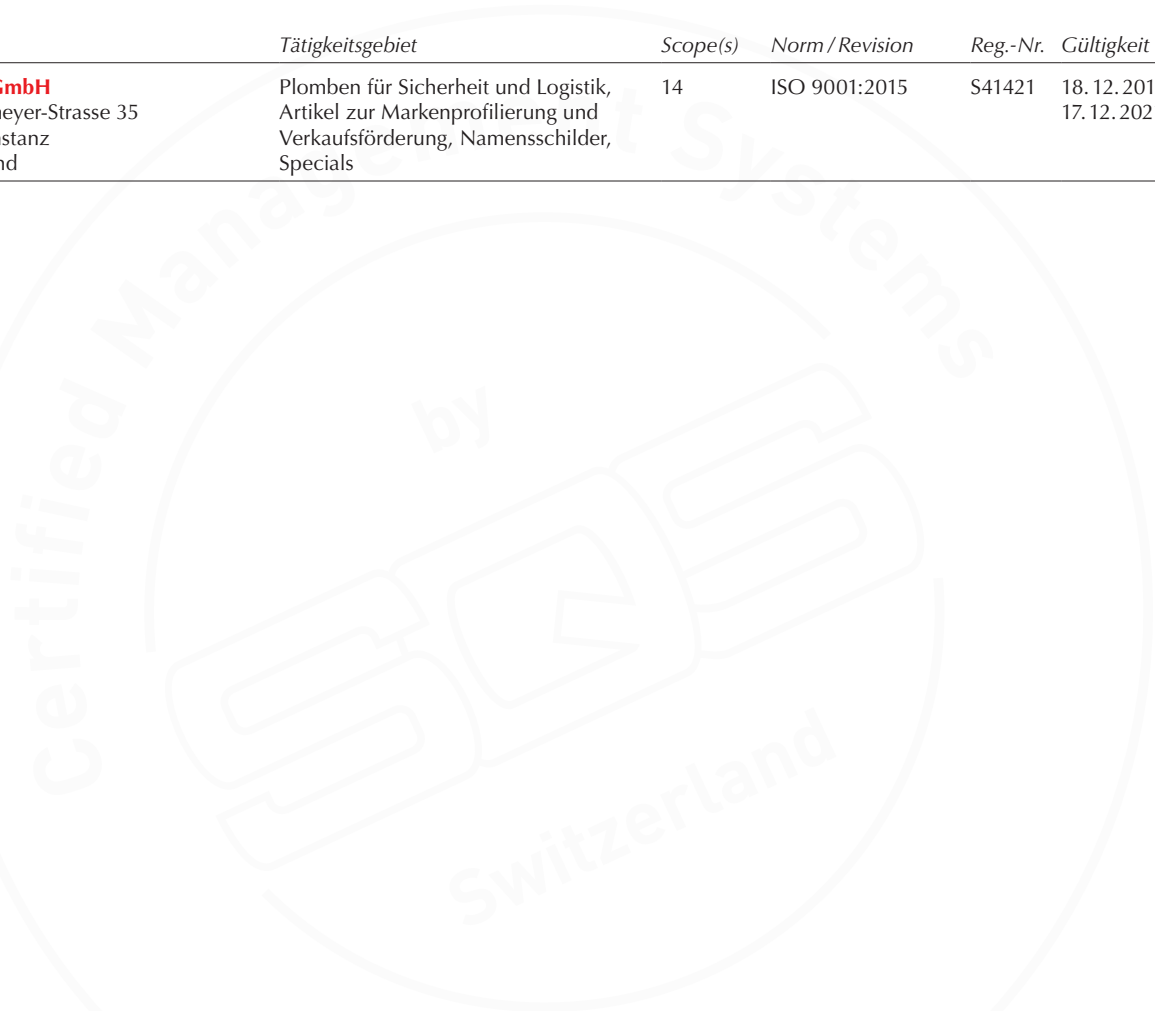 Tätigkeitsgebiet Scope(s) Norm / Revision Reg.-Nr. Gültigkeit
GmbH Plomben für Sicherheit und Logistik, 14 ISO 9001:2015 S41421 18. 12. 201
eyer-Strasse 35 Artikel zur Markenprofilierung und 17. 12. 202
stanz Verkaufsförderung, Namensschilder,
nd Specials
Certified Management Systems
by
SQS
Switzerland